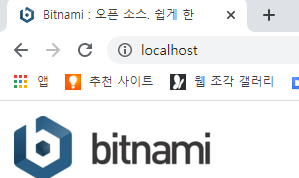 Bitnami : 오픈 소스. 쉽게 한
localhost
앱 추천 사이트 웹 조각 갤러리
bitnami